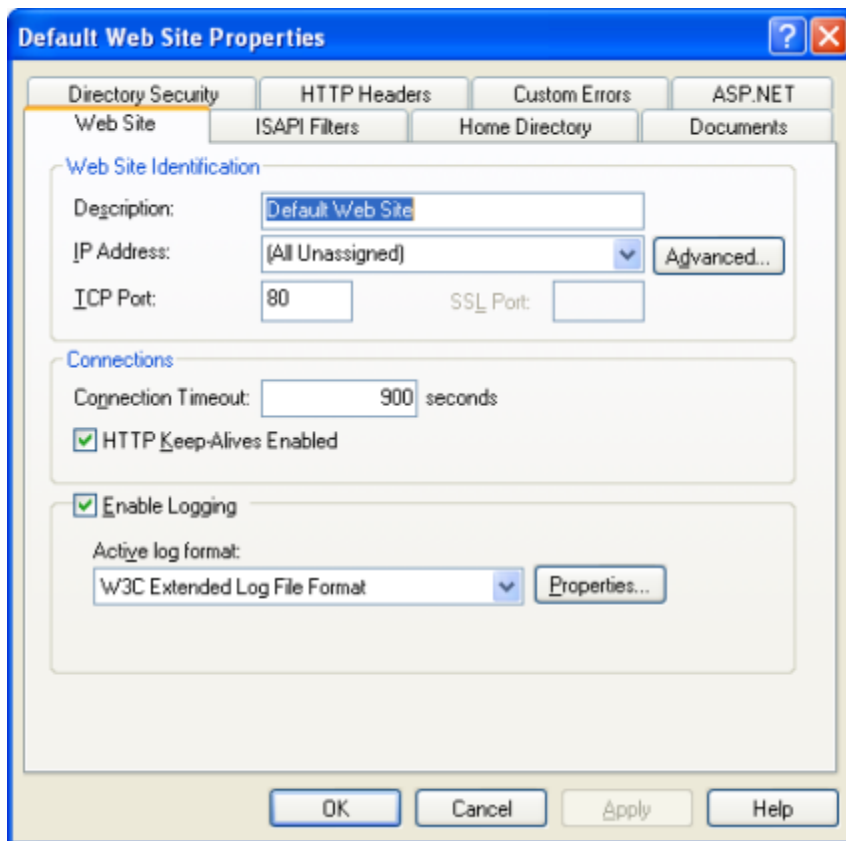 Default Web Site Properties
Directory Security HTTP Headers Custom Errors ASP.NET
Web Site ISAPI Filters Home Directory Documents
Web Site Identification
Description: Default Web Site
IP Address: (All Unassigned) Advanced...
TCP Port: 80 SSL Port:
Connections
Connection Timeout: 900 seconds
HTTP Keep-Alives Enabled
Enable Logging
Active log format:
W3C Extended Log File Format Properties...
OK Cancel Apply Help